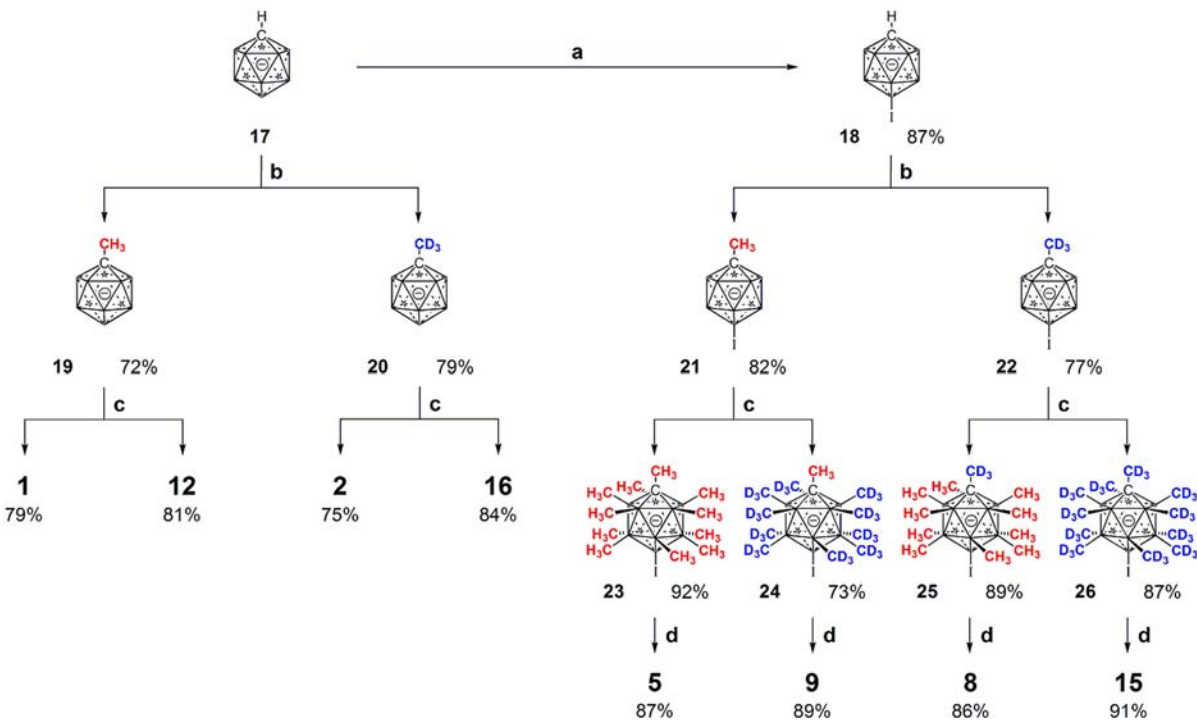 H
C
a
H
C
I
17
18 87%
b
b
CH3
C
CD3
C
CH3
C
I
CD3
C
I
19 72%
20 79%
21 82%
22 77%
c
c
c
c
1
79%
12
81%
2
75%
16
84%
CH3
H3C C
H3C CH3
H3C CH3
H3C CH3
H3C CH3 CH3
I
CH3
D3C C
D3C CD3
D3C CD3
D3C CD3
D3C CD3 CD3
I
CD3
H3C C
H3C CH3
H3C CH3
H3C CH3
H3C CH3 CH3
I
CD3
D3C C
D3C CD3
D3C CD3
D3C CD3
D3C CD3 CD3
I
23 92%
24 73%
25 89%
26 87%
d
d
d
d
5
87%
9
89%
8
86%
15
91%